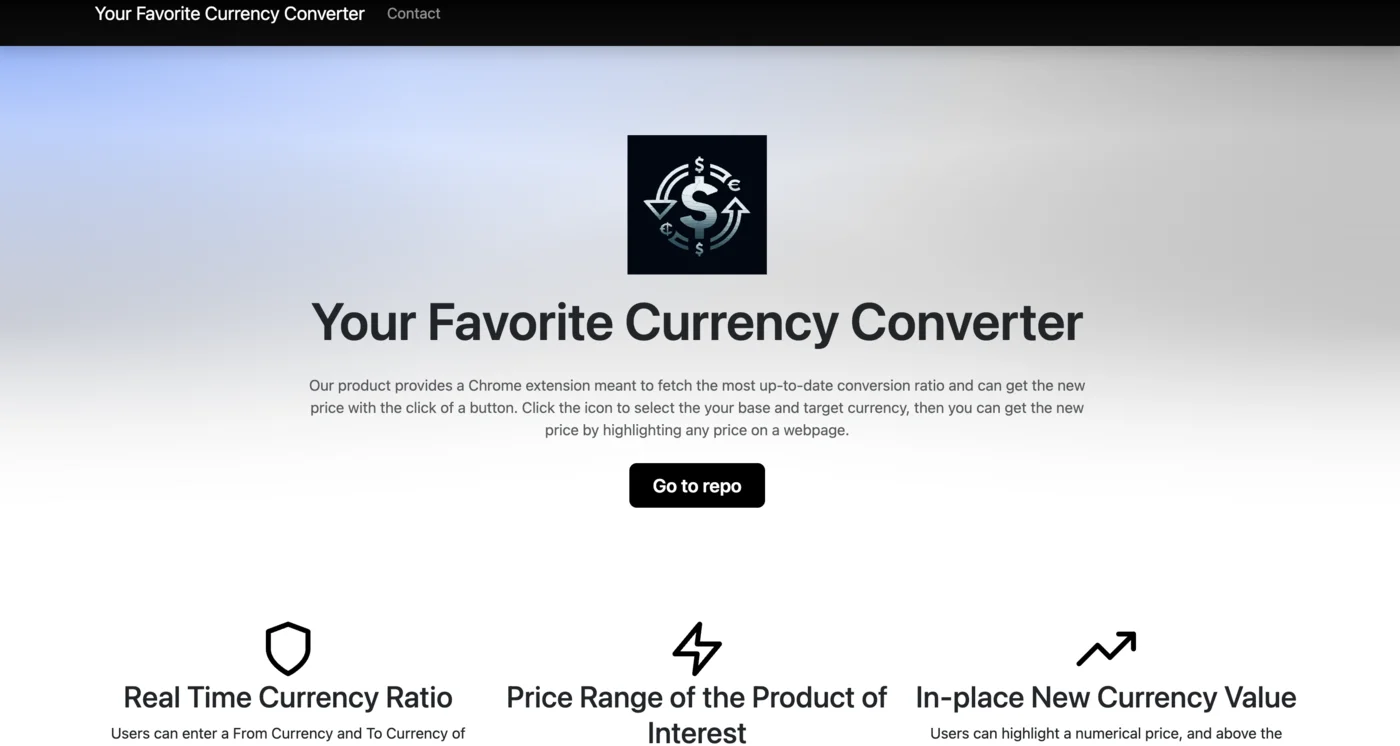 Your Favorite Currency Converter Contact
Your Favorite Currency Converter
Our product provides a Chrome extension meant to fetch the most up-to-date conversion ratio and can get the new
price with the click of a button. Click the icon to select the your base and target currency, then you can get the new
price by highlighting any price on a webpage.
Go to repo
Real Time Currency Ratio
Users can enter a From Currency and To Currency of
Price Range of the Product of
Interest
In-place New Currency Value
Users can highlight a numerical price, and above the